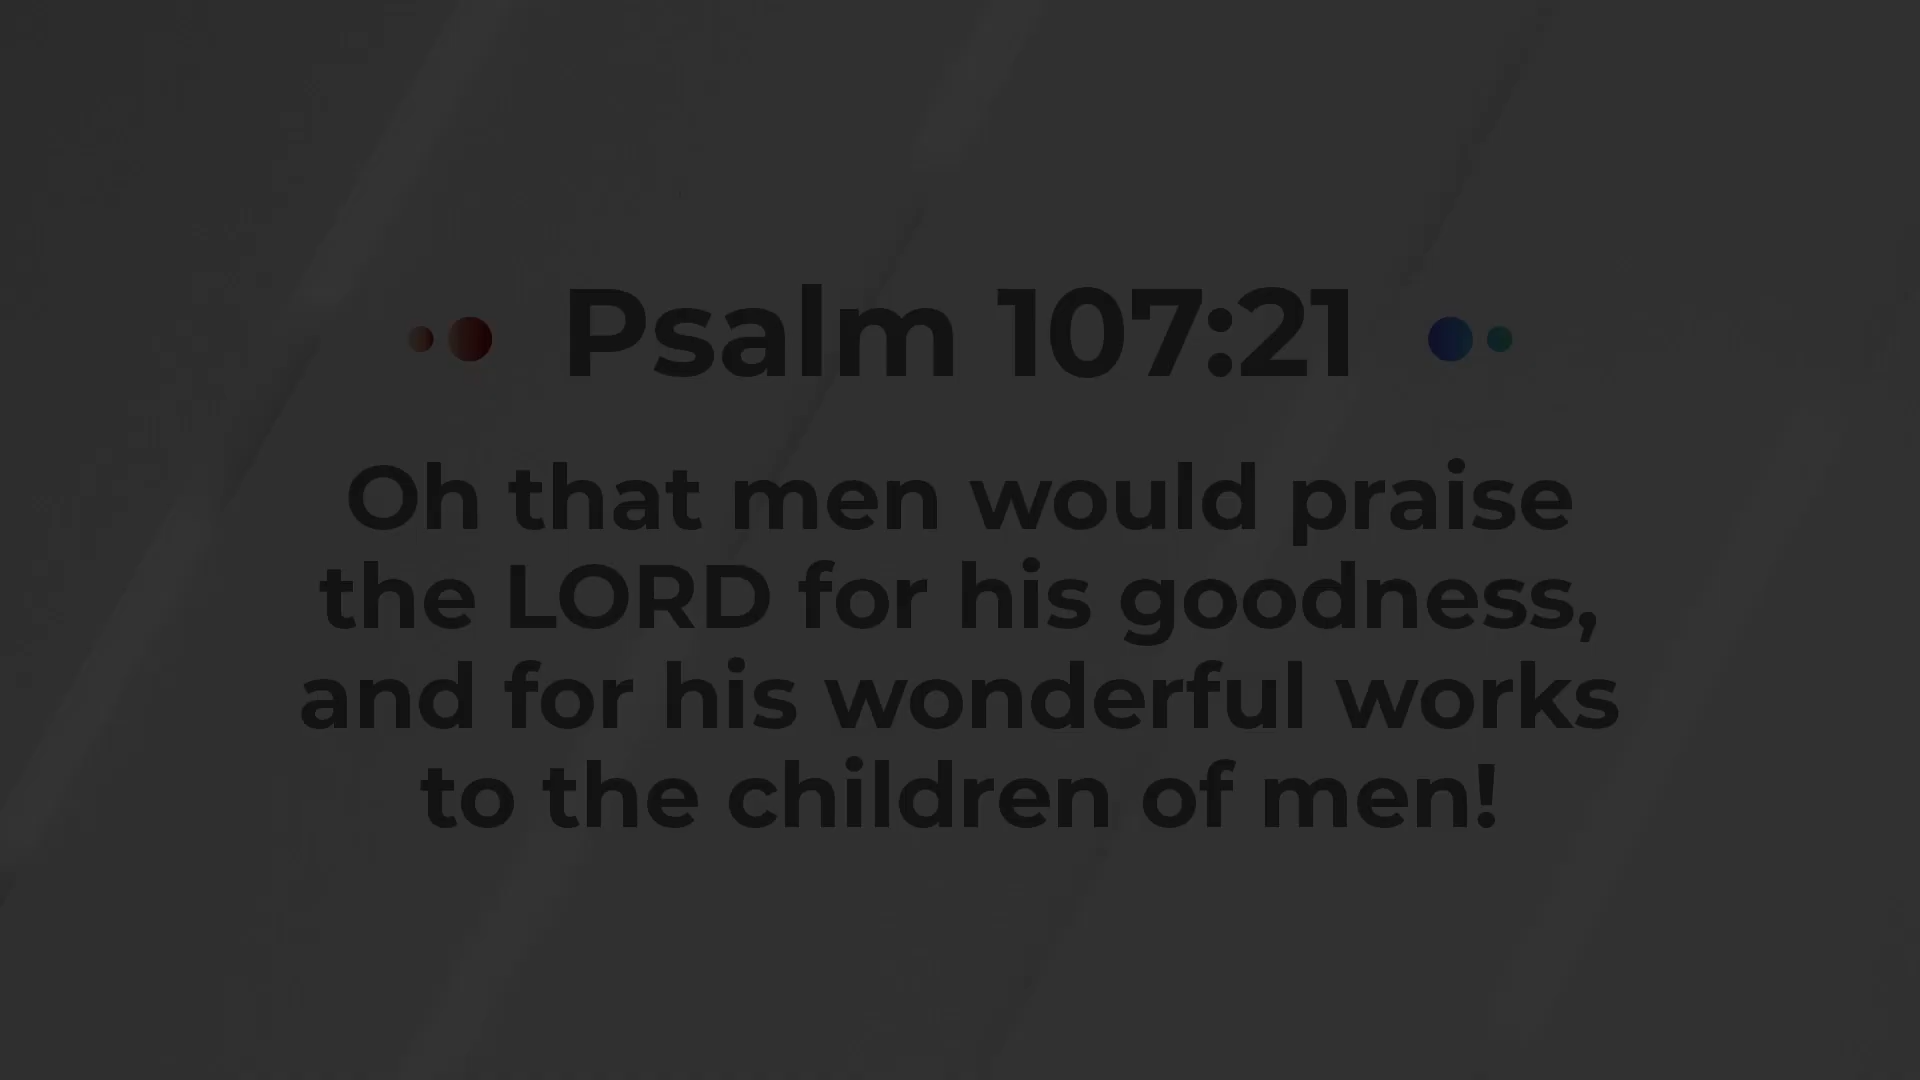 Psalm 107:21
Oh that men would praise
the LORD for his goodness,
and for his wonderful works
to the children of men!